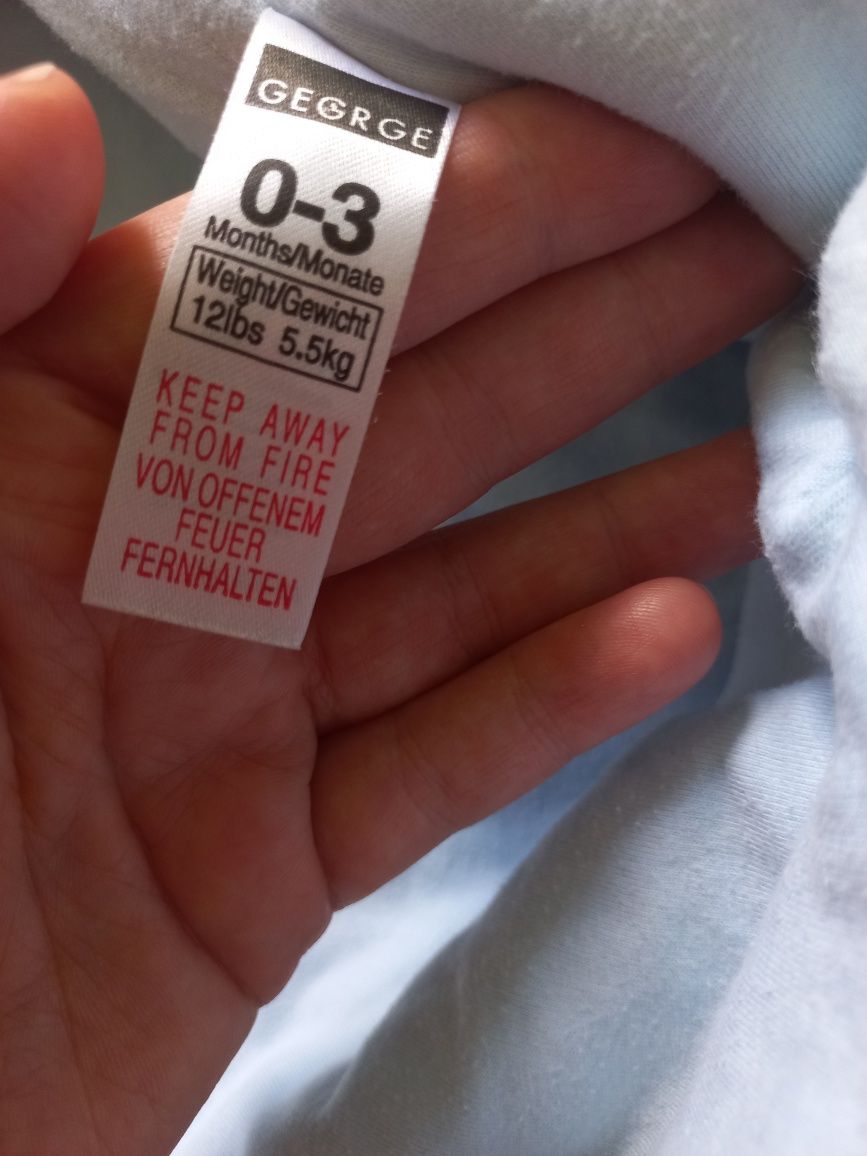 GEORGE
0-3
Months/Monate
Weight/Gewicht
12lbs 5.5kg
KEEP AWAY
FROM FIRE
VON OFFENEM
FEUER
FERNHALTEN